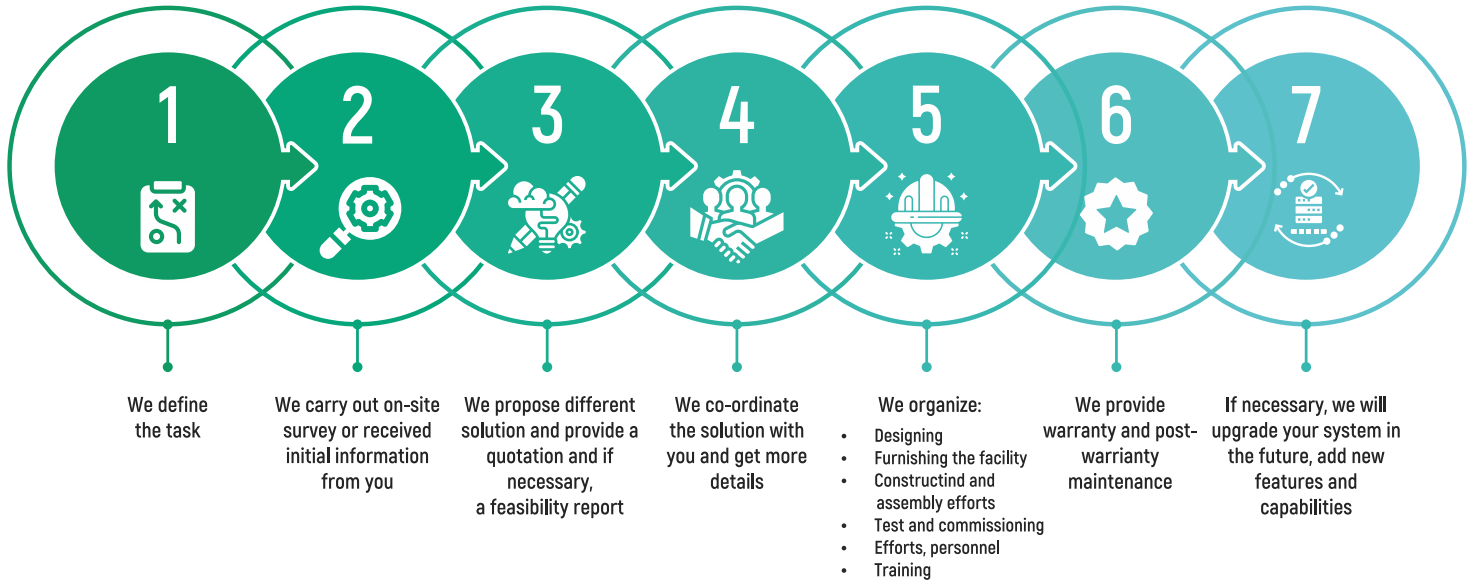 1
We define
the task
2
We carry out on-site
survey or received
initial information
from you
3
We propose different
solution and provide a
quotation and if
necessary,
a feasibility report
4
We co-ordinate
the solution with
you and get more
details
5
We organize:
• Designing
• Furnishing the facility
• Constructind and
assembly efforts
• Test and commissioning
• Efforts, personnel
• Training
6
We provide
warranty and post-
warrianty
maintenance
7
If necessary, we will
upgrade your system in
the future, add new
features and
capabilities